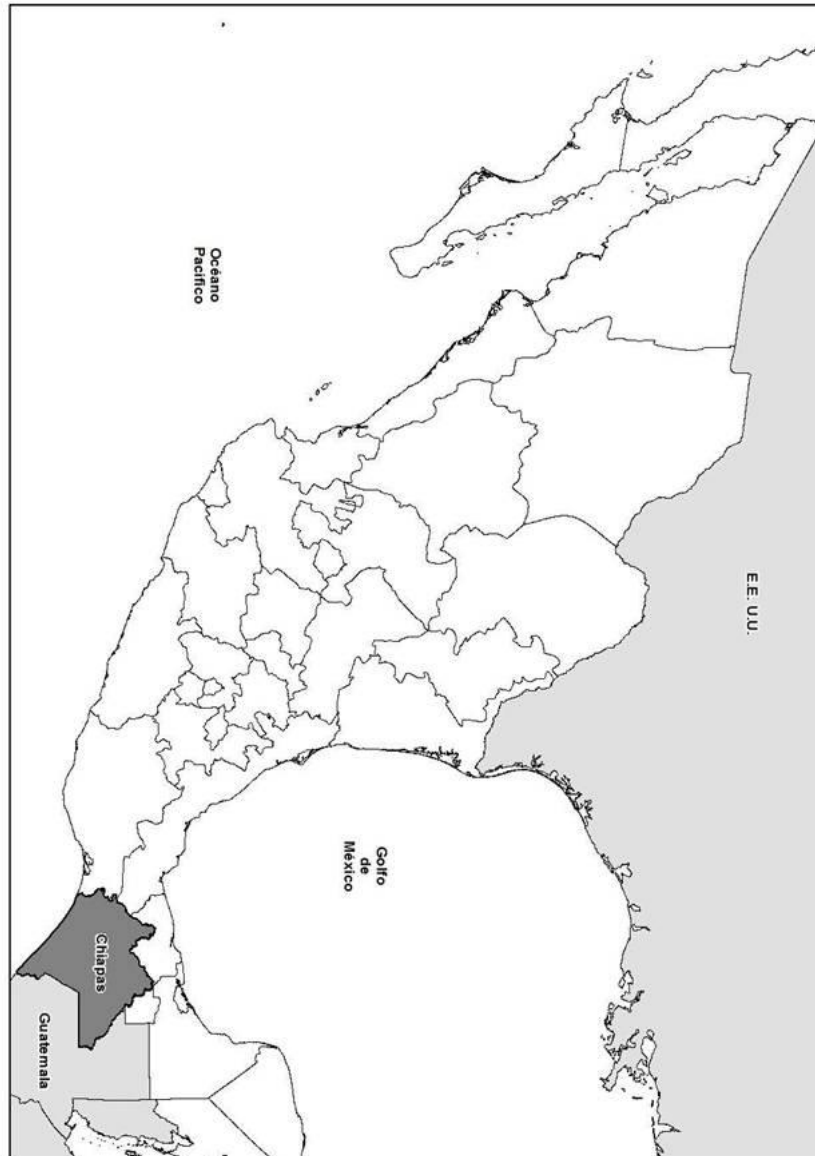 E.E. U.U.
Océano
Pacífico
Golfo
de
México
Chiapas
Guatemala